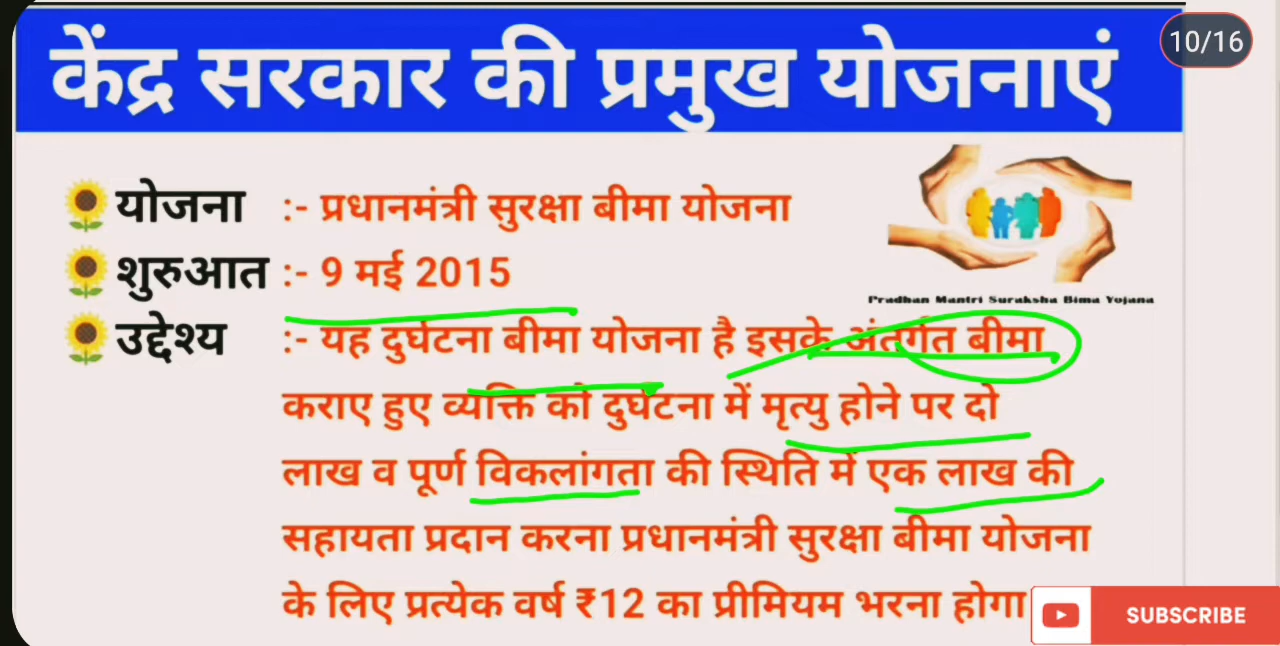 केंद्र सरकार की प्रमुख योजनाएं
10/16
योजना :- प्रधानमंत्री सुरक्षा बीमा योजना
शुरुआत :- 9 मई 2015
Pradhan Mantri Suraksha Bima Yojana
उद्देश्य :- यह दुर्घटना बीमा योजना है इसके अंतर्गत बीमा
कराए हुए व्यक्ति को दुर्घटना में मृत्यु होने पर दो
लाख व पूर्ण विकलांगता की स्थिति में एक लाख की
सहायता प्रदान करना प्रधानमंत्री सुरक्षा बीमा योजना
के लिए प्रत्येक वर्ष ₹12 का प्रीमियम भरना होगा
SUBSCRIBE